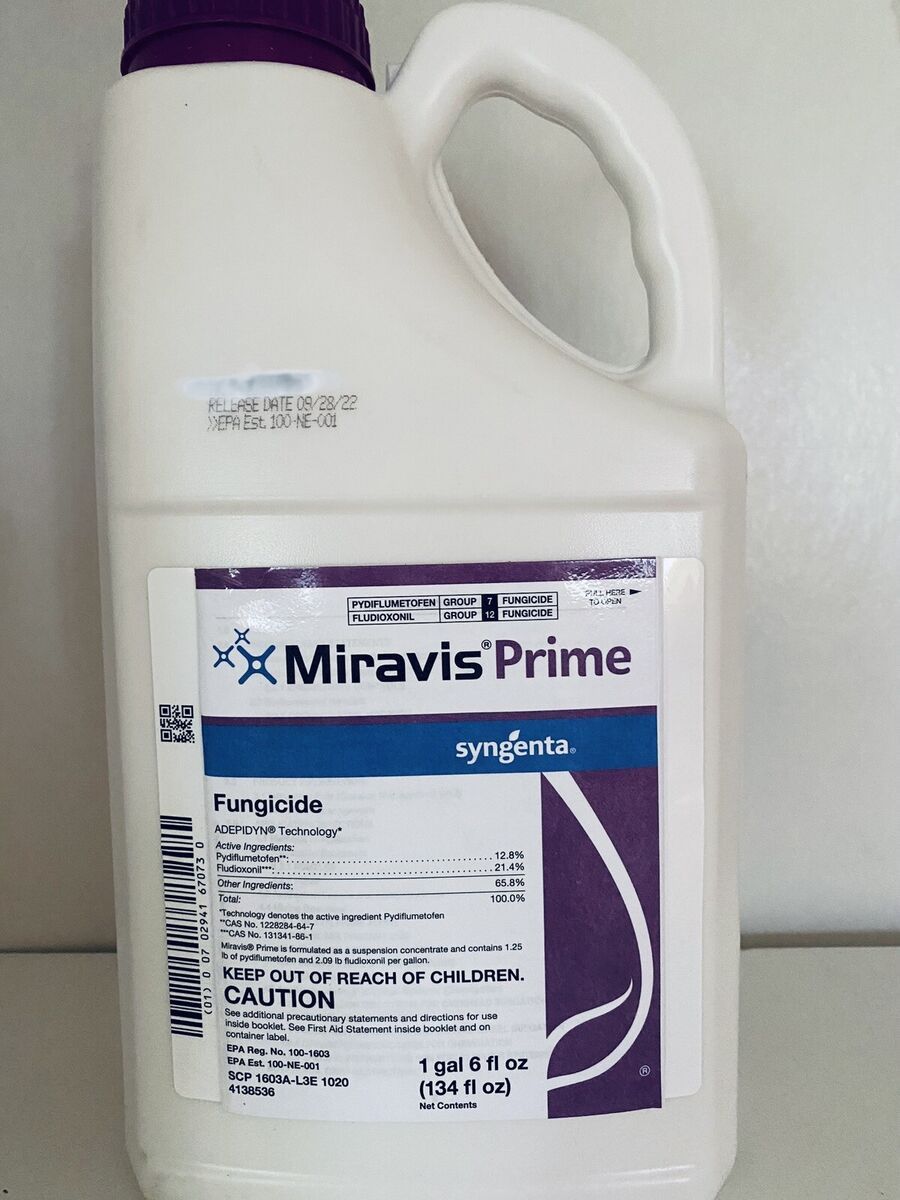 RELEASE DATE 09/28/22
>>EPA Est. 100-NE-001
PYDIFLUMETOFEN GROUP 7 FUNGICIDE
FLUDIOXONIL GROUP 12 FUNGICIDE
PULL HERE
TO OPEN
Miravis® Prime
syngenta®
Fungicide
ADEPIDYN® Technology*
Active Ingredients:
Pydiflumetofen**: 12.8%
Fludioxonil***: 21.4%
Other Ingredients: 65.8%
Total: 100.0%
*Technology denotes the active ingredient Pydiflumetofen
**CAS No. 1228284-64-7
***CAS No. 131341-86-1
Miravis® Prime is formulated as a suspension concentrate and contains 1.25
lb of pydiflumetofen and 2.09 lb fludioxonil per gallon.
KEEP OUT OF REACH OF CHILDREN.
CAUTION
See additional precautionary statements and directions for use
inside booklet. See First Aid Statement inside booklet and on
container label.
EPA Reg. No. 100-1603
EPA Est. 100-NE-001
SCP 1603A-L3E 1020
4138536
1 gal 6 fl oz
(134 fl oz)
Net Contents
®
(01) 0 07 02941 67073 0